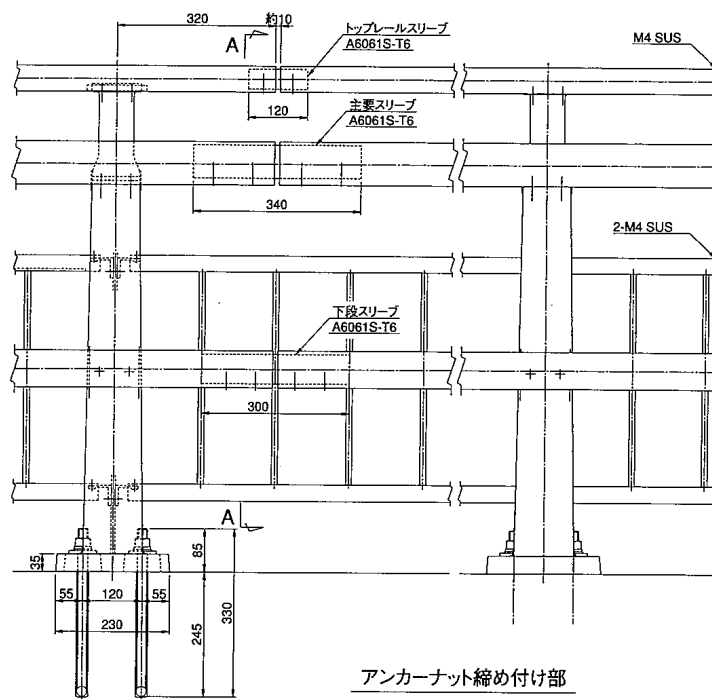 320
約10
A
トップレールスリーブ
A6061S-T6
M4 SUS
120
主要スリーブ
A6061S-T6
340
2-M4 SUS
下段スリーブ
A6061S-T6
300
A
35
85
55
120
55
330
245
230
アンカーナット締め付け部